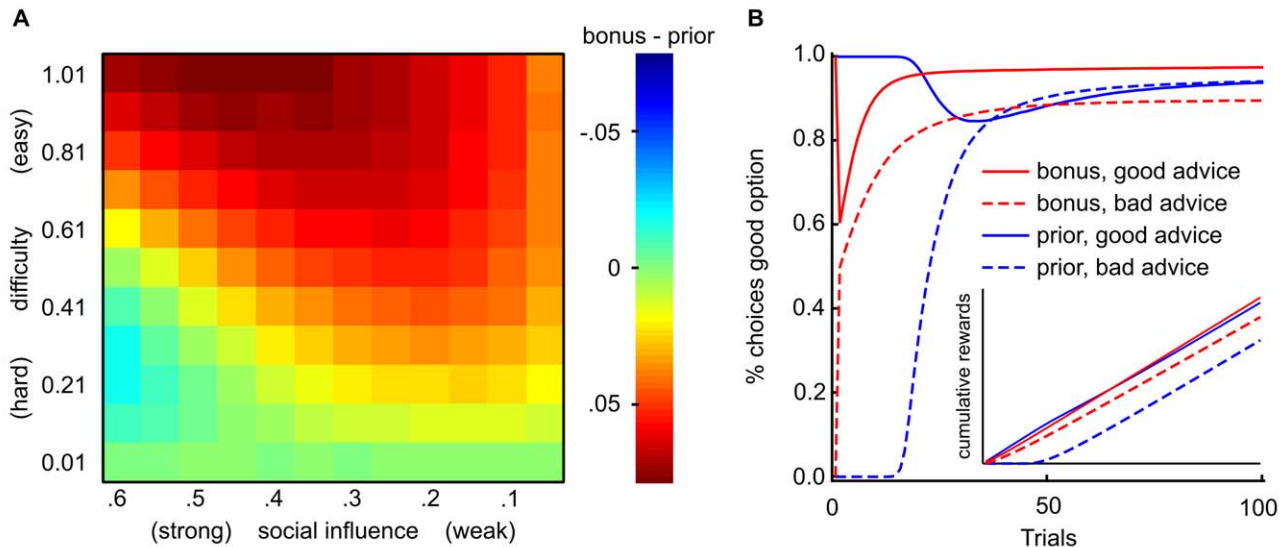 A
bonus - prior
1.01
0.81
0.61
0.41
0.21
0.01
(easy)
difficulty
(hard)
.6
.5
.4
.3
.2
.1
(strong) social influence (weak)
-.05
0
.05
B
% choices good option
1.0
0.8
0.6
0.4
0.2
0.0
0
50
100
Trials
bonus, good advice
bonus, bad advice
prior, good advice
prior, bad advice
cumulative rewards